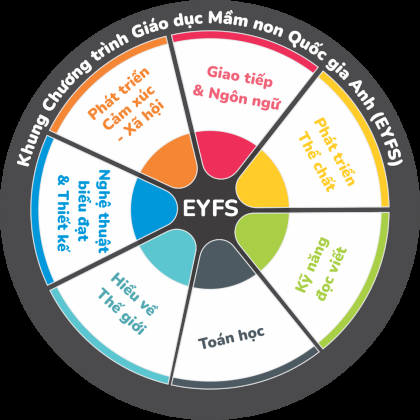 Khung Chương trình Giáo dục Mầm non Quốc gia Anh (EYFS)
Giao tiếp
& Ngôn ngữ
Phát triển
Thể chất
Kỹ năng
đọc viết
Toán học
Hiểu về
Thế giới
Nghệ thuật
biểu đạt
& Thiết kế
Phát triển
Cảm xúc
- Xã hội
EYFS